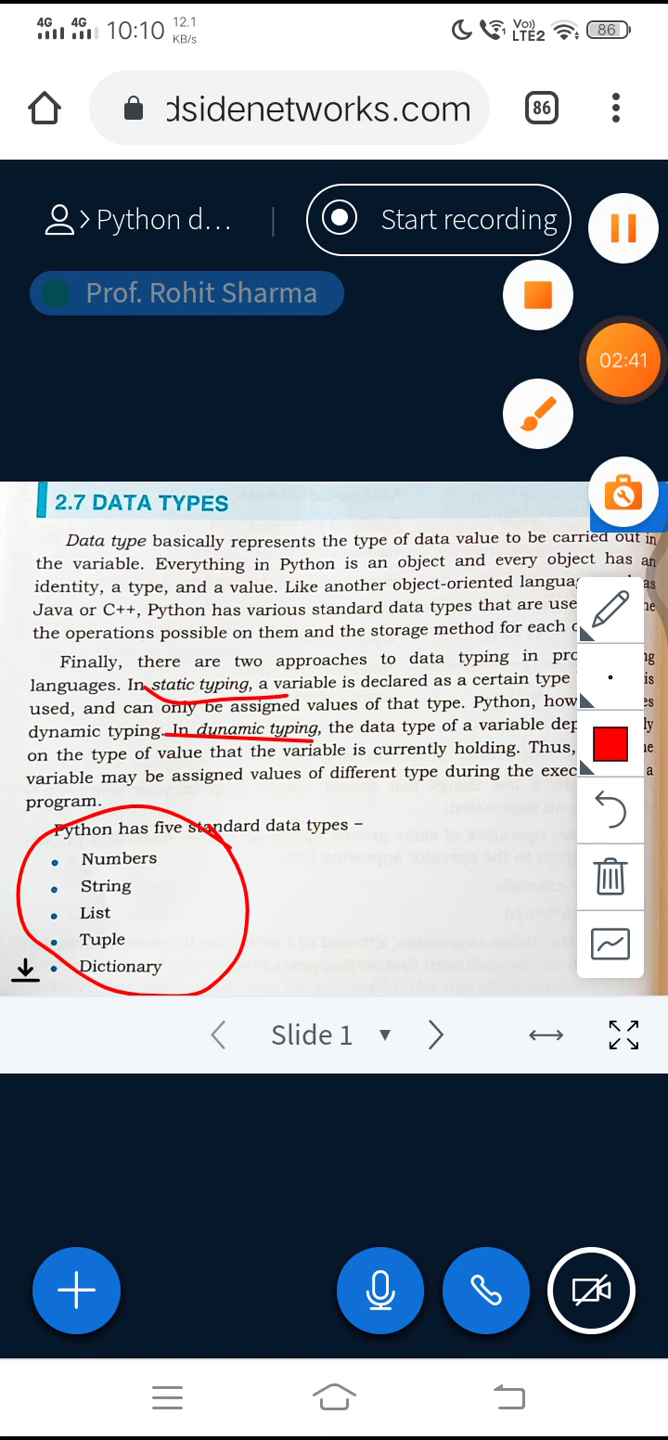 4G 4G 10:10 12.1 KB/s Vo)) LTE2 86
dsidenetworks.com 86
Python d... Start recording
Prof. Rohit Sharma
02:41
2.7 DATA TYPES
Data type basically represents the type of data value to be carried out in
the variable. Everything in Python is an object and every object has an
identity, a type, and a value. Like another object-oriented as
Java or C++, Python has various standard data types that are
the operations possible on them and the storage method for each
Finally, there are two approaches to data typing in
languages. In static typing, a variable is declared as a certain type is
used, and can only be assigned values of that type. Python,
dynamic typing. In dynamic typing, the data type of a variable
on the type of value that the variable is currently holding. Thus,
variable may be assigned values of different type during the a
program.
Python has five standard data types –
• Numbers
• String
• List
• Tuple
• Dictionary
Slide 1